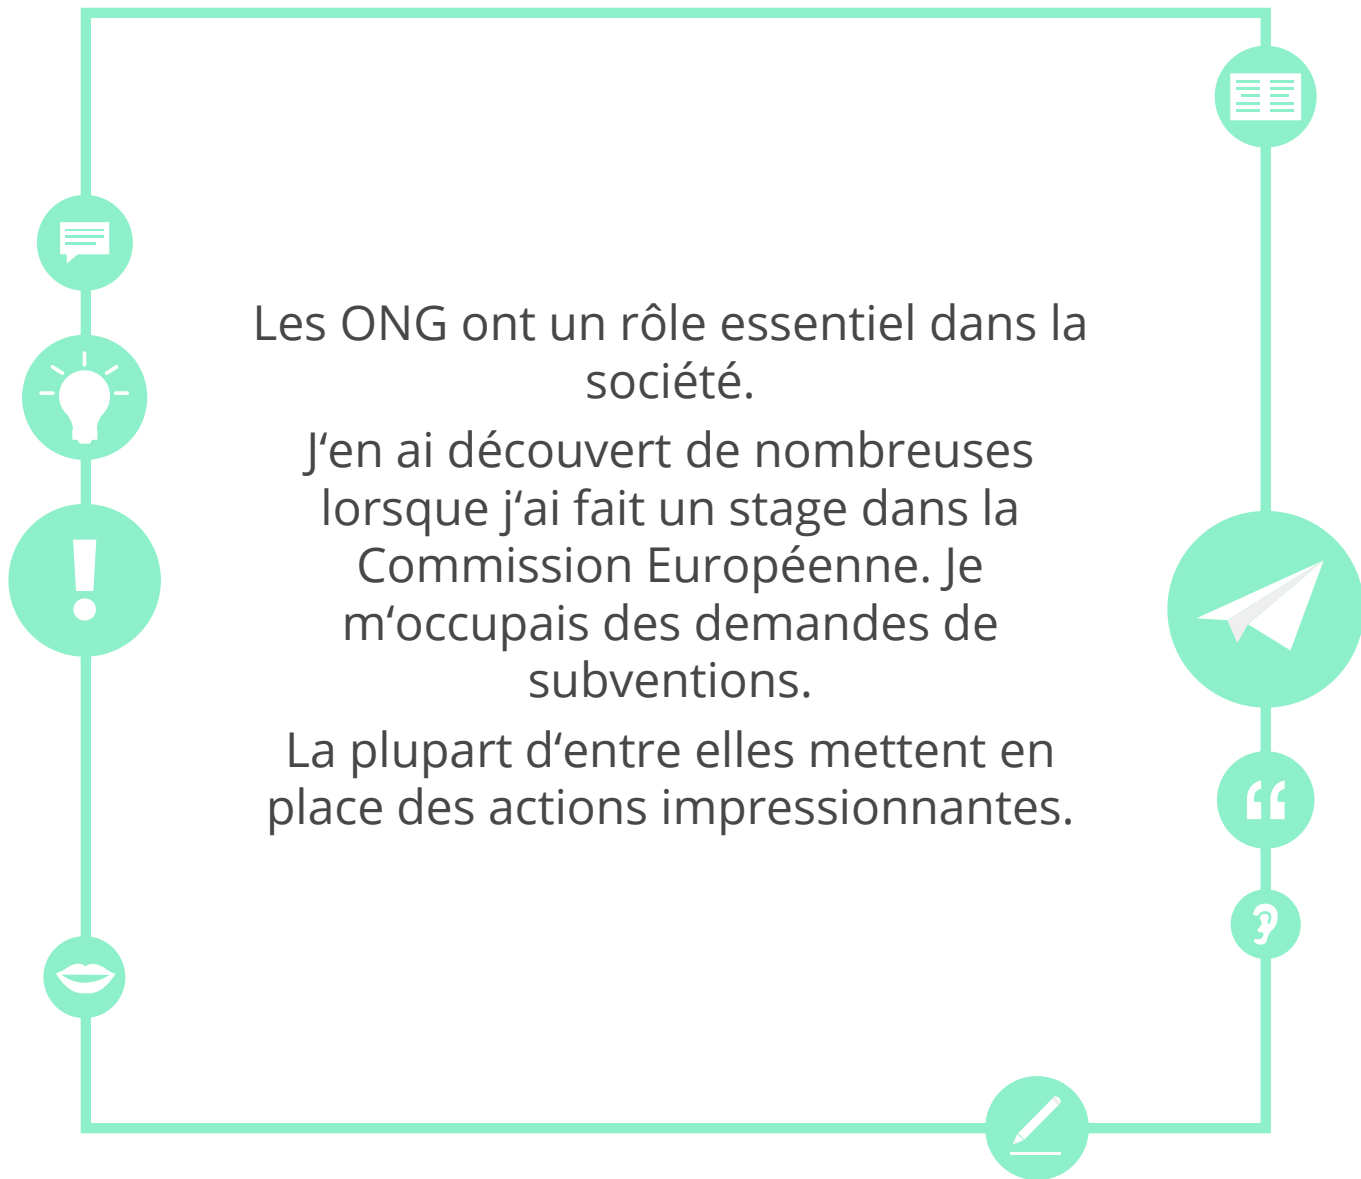 Les ONG ont un rôle essentiel dans la
société.
J‘en ai découvert de nombreuses
lorsque j‘ai fait un stage dans la
Commission Européenne. Je
m‘occupais des demandes de
subventions.
La plupart d‘entre elles mettent en
place des actions impressionnantes.